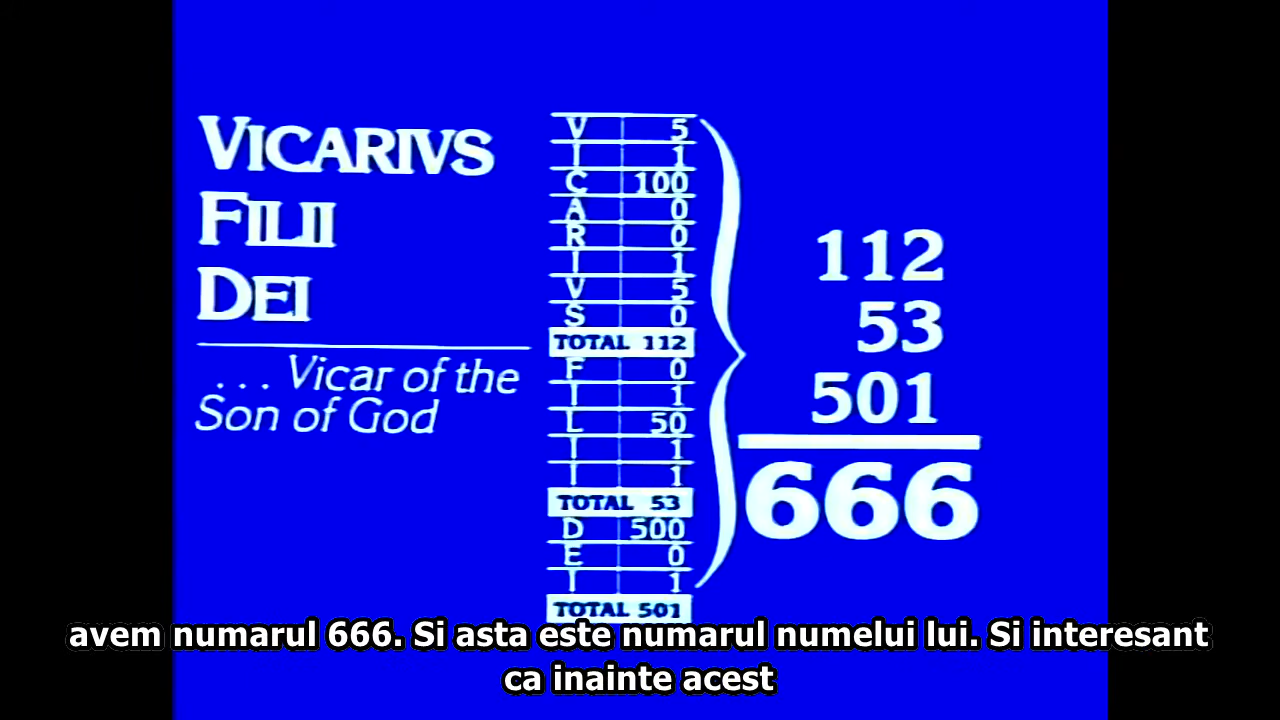 VICARIVS
FILII
DEI
... Vicar of the
Son of God
V 5
I 1
C 100
A 0
R 0
I 1
V 5
S 0
TOTAL 112
F 0
I 1
L 50
I 1
I 1
TOTAL 53
D 500
E 0
I 1
TOTAL 501
112
53
501
666
avem numarul 666. Si asta este numarul numelui lui. Si interesant
ca inainte acest